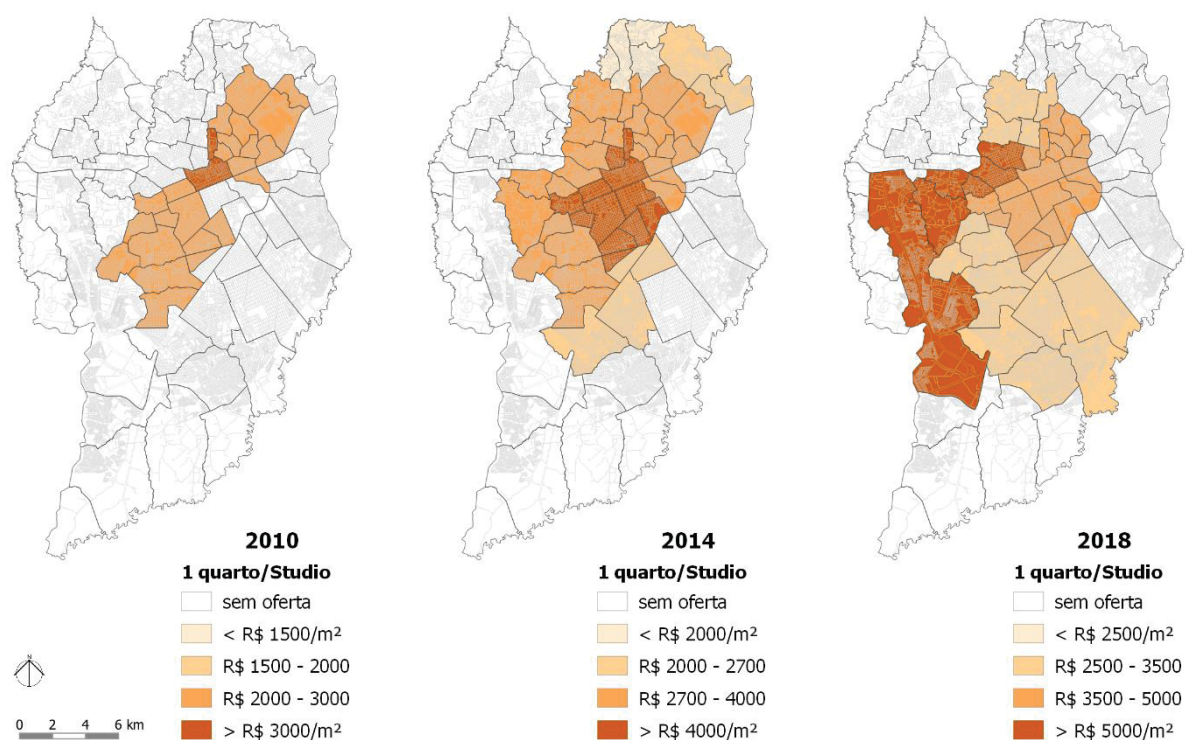 2010
1 quarto/Studio
sem oferta
< R$ 1500/m²
R$ 1500 - 2000
R$ 2000 - 3000
> R$ 3000/m²
2014
1 quarto/Studio
sem oferta
< R$ 2000/m²
R$ 2000 - 2700
R$ 2700 - 4000
> R$ 4000/m²
2018
1 quarto/Studio
sem oferta
< R$ 2500/m²
R$ 2500 - 3500
R$ 3500 - 5000
> R$ 5000/m²
N
0 2 4 6 km